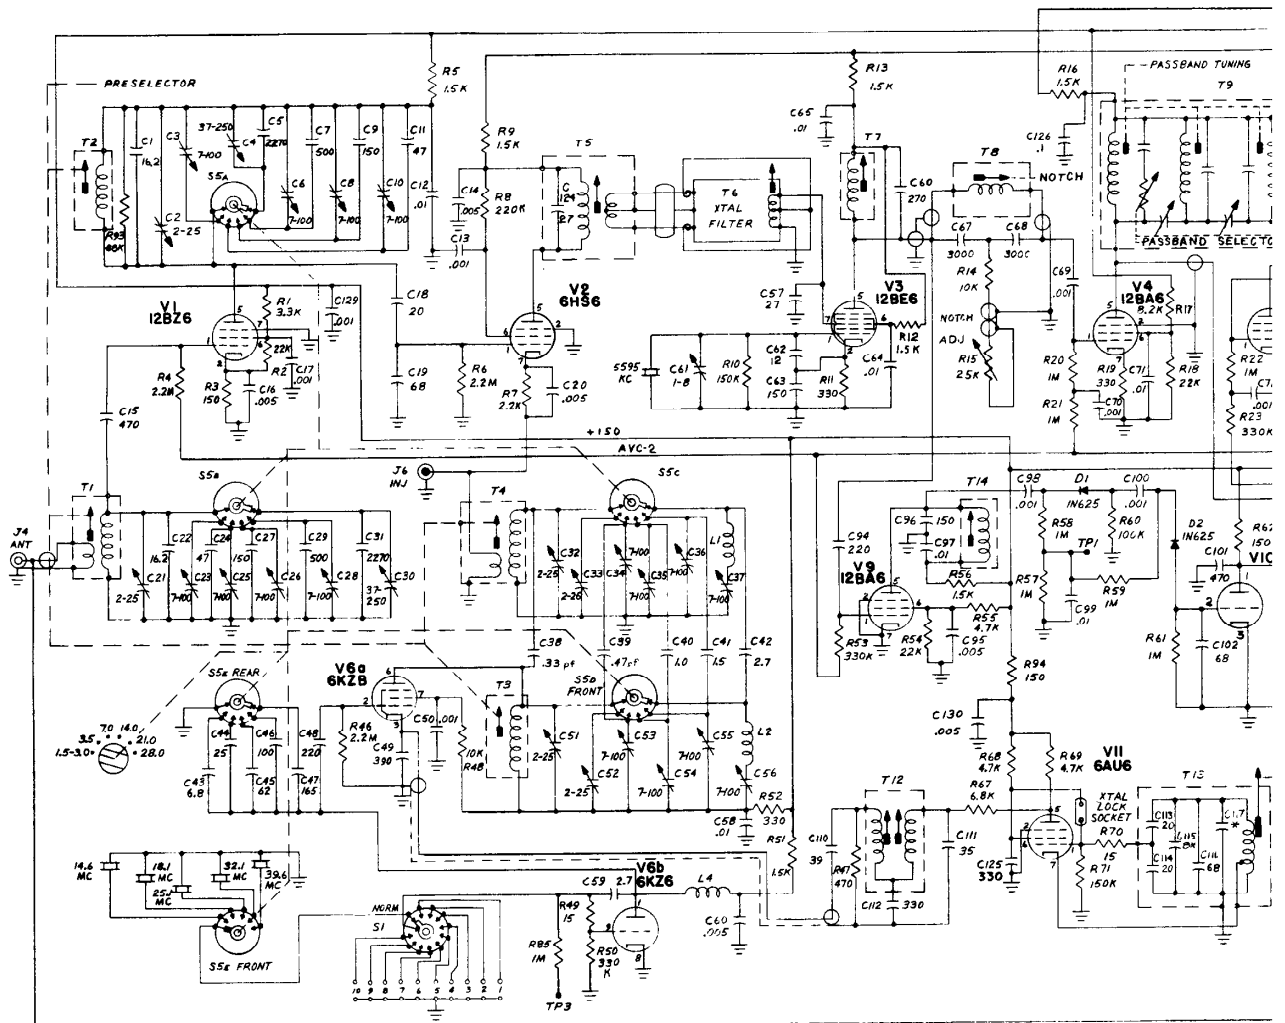 PRESELECTOR
R5
1.5K
R13
1.5K
R16
1.5K
PASSBAND TUNING
T9
T2
C1
16.2
C3
7-100
37-250
C4
C5
2270
C7
500
C9
150
C11
47
S5A
C6
7-100
C8
7-100
C10
7-100
C2
2-25
C12
.01
R9
1.5K
R8
220K
C14
.005
C13
.001
T5
C
124
27
T6
XTAL
FILTER
C65
.01
T7
C60
270
T8
NOTCH
C126
.1
PASSBAND SELECTO
R93
V1
12BZ6
R1
3.3K
22K
R2
C129
.001
C17
.001
C16
.005
R3
150
R4
2.2M
C18
20
C19
68
R6
2.2M
V2
6HS6
R7
2.2K
C20
.005
5595
KC
C61
1-8
R10
150K
C62
12
C63
150
R11
330
C57
27
V3
12BE6
R12
1.5K
C64
.01
C67
3000
C68
3000
R14
10K
NOTCH
ADJ
R15
25K
C69
.001
V4
12BA6
8.2K
R17
R20
1M
R21
1M
R19
330
C70
.001
C71
.01
R18
22K
R22
1M
R23
330K
.001
C15
470
+150
AVC-2
J6
INJ
J4
ANT
T1
S5B
C22
16.2
C24
47
C27
150
C29
500
C31
2270
C21
2-25
C23
7-100
C25
7-100
C26
7-100
C28
7-100
C30
37-
250
T4
S5C
C32
2-25
C33
2-25
C34
7-100
C35
7-100
C36
7-100
C37
7-100
L1
C38
.33 pf
C39
.47 pf
C40
1.0
C41
1.5
C42
2.7
C94
220
V9
12BA6
C96
150
C97
.01
T14
R56
1.5K
R55
4.7K
R53
330K
R54
22K
C95
.005
C98
.001
D1
1N625
C100
.001
R58
1M
R60
100K
TP1
R57
1M
R59
1M
C99
.01
D2
1N625
C101
470
R62
150
V10
R61
1M
C102
68
R94
150
C130
.005
S5E REAR
C44
25
C46
100
C48
220
C43
6.8
C45
62
C47
165
7.0
14.0
3.5
21.0
1.5-3.0
28.0
V6a
6KZ8
R46
2.2M
C49
390
C50
.001
10K
R48
T3
S5D
FRONT
C51
2-25
C53
7-100
C55
7-100
C52
2-25
C54
7-100
C56
7-100
L2
C58
.01
R52
330
R51
1.5K
R68
4.7K
R69
4.7K
V11
6AU6
R67
6.8K
XTAL
LOCK
SOCKET
R70
15
R71
150K
C125
330
T12
C110
39
R47
470
C111
35
C112
330
T13
C113
20
C114
20
C115
C116
68
*
14.6
MC
18.1
MC
MC
32.1
MC
39.6
MC
S5E FRONT
NORM
S1
10 9 8 7 6 5 4 3 2 1
R85
1M
TP3
R49
15
R50
330
K
C59
2.7
V6b
6KZ6
L4
C60
.005